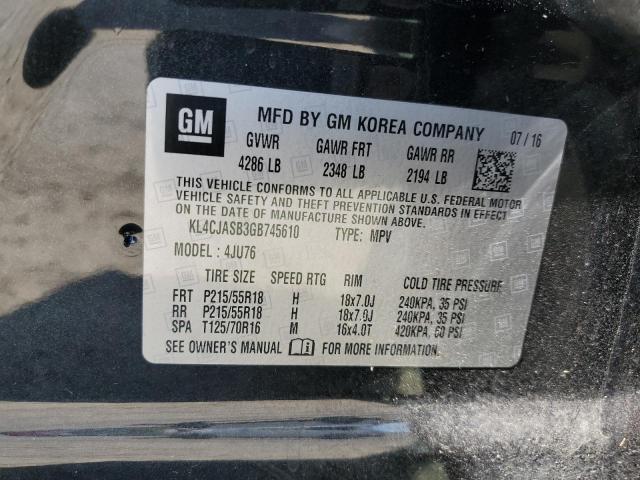 GM
MFD BY GM KOREA COMPANY 07/16
GVWR GAWR FRT GAWR RR
4286 LB 2348 LB 2194 LB
THIS VEHICLE CONFORMS TO ALL APPLICABLE U.S. FEDERAL MOTOR
VEHICLE SAFETY AND THEFT PREVENTION STANDARDS IN EFFECT
ON THE DATE OF MANUFACTURE SHOWN ABOVE.
KL4CJASB3GB745610 TYPE: MPV
MODEL: 4JU76
TIRE SIZE SPEED RTG RIM COLD TIRE PRESSURE
FRT P215/55R18 H 18x7.0J 240KPA, 35 PSI
RR P215/55R18 H 18x7.0J 240KPA, 35 PSI
SPA T125/70R16 M 16x4.0T 420KPA, 60 PSI
SEE OWNER'S MANUAL FOR MORE INFORMATION.